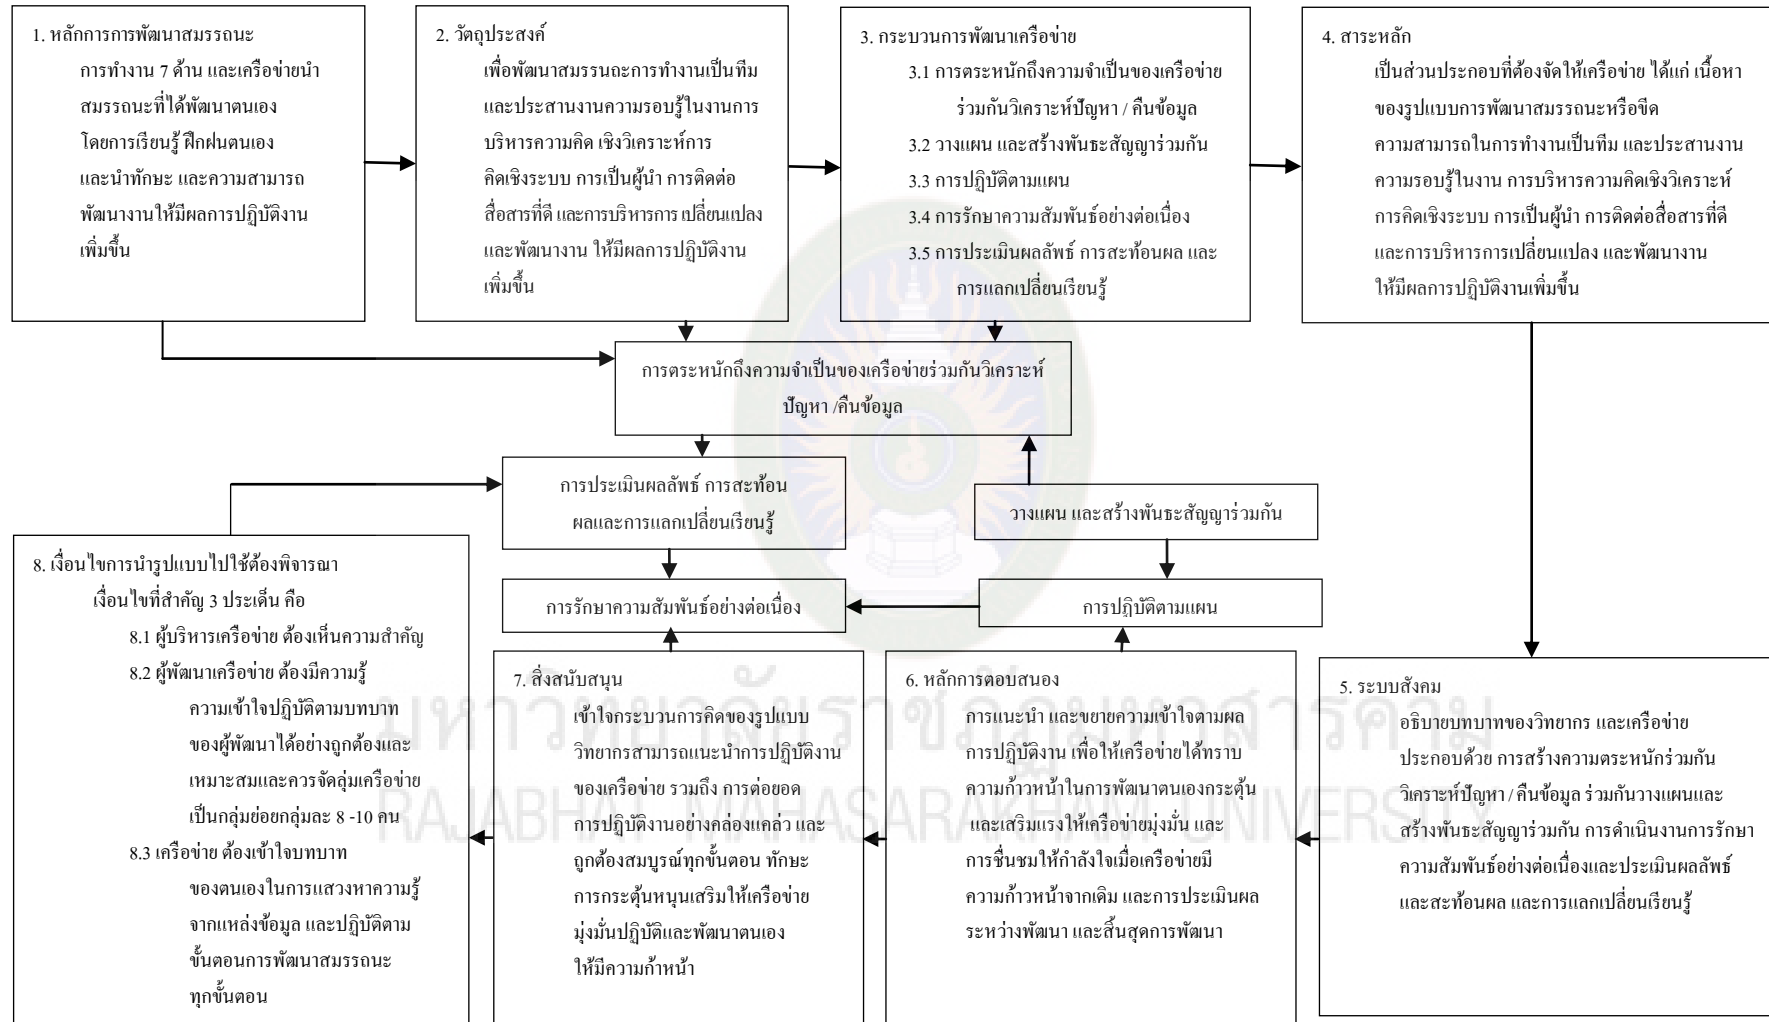 1. หลักการการพัฒนาสมรรถนะ
การทำงาน 7 ด้าน และเครือข่ายนำ
สมรรถนะที่ได้พัฒนาตนเอง
โดยการเรียนรู้ ฝึกฝนตนเอง
และนำทักษะ และความสามารถ
พัฒนางานให้มีผลการปฏิบัติงาน
เพิ่มขึ้น
2. วัตถุประสงค์
เพื่อพัฒนาสมรรนถะการทำงานเป็นทีม
และประสานงานความรอบรู้ในงานการ
บริหารความคิด เชิงวิเคราะห์การ
คิดเชิงระบบ การเป็นผู้นำ การติดต่อ
สื่อสารที่ดี และการบริหารการ เปลี่ยนแปลง
และพัฒนางาน ให้มีผลการปฏิบัติงาน
เพิ่มขึ้น
3. กระบวนการพัฒนาเครือข่าย
3.1 การตระหนักถึงความจำเป็นของเครือข่าย
ร่วมกันวิเคราะห์ปัญหา / คืนข้อมูล
3.2 วางแผน และสร้างพันธะสัญญาร่วมกัน
3.3 การปฏิบัติตามแผน
3.4 การรักษาความสัมพันธ์อย่างต่อเนื่อง
3.5 การประเมินผลลัพธ์ การสะท้อนผล และ
การแลกเปลี่ยนเรียนรู้
4. สาระหลัก
เป็นส่วนประกอบที่ต้องจัดให้เครือข่าย ได้แก่ เนื้อหา
ของรูปแบบการพัฒนาสมรรถนะหรือขีด
ความสามารถในการทำงานเป็นทีม และประสานงาน
ความรอบรู้ในงาน การบริหารความคิดเชิงวิเคราะห์
การคิดเชิงระบบ การเป็นผู้นำ การติดต่อสื่อสารที่ดี
และการบริหารการเปลี่ยนแปลง และพัฒนางาน
ให้มีผลการปฏิบัติงานเพิ่มขึ้น
การตระหนักถึงความจำเป็นของเครือข่ายร่วมกันวิเคราะห์
ปัญหา /คืนข้อมูล
การประเมินผลลัพธ์ การสะท้อน
ผลและการแลกเปลี่ยนเรียนรู้
วางแผน และสร้างพันธะสัญญาร่วมกัน
การรักษาความสัมพันธ์อย่างต่อเนื่อง
การปฏิบัติตามแผน
8. เงื่อนไขการนำรูปแบบไปใช้ต้องพิจารณา
เงื่อนไขที่สำคัญ 3 ประเด็น คือ
8.1 ผู้บริหารเครือข่าย ต้องเห็นความสำคัญ
8.2 ผู้พัฒนาเครือข่าย ต้องมีความรู้
ความเข้าใจปฏิบัติตามบทบาท
ของผู้พัฒนาได้อย่างถูกต้องและ
เหมาะสมและควรจัดลุ่มเครือข่าย
เป็นกลุ่มย่อยกลุ่มละ 8 -10 คน
8.3 เครือข่าย ต้องเข้าใจบทบาท
ของตนเองในการแสวงหาความรู้
จากแหล่งข้อมูล และปฏิบัติตาม
ขั้นตอนการพัฒนาสมรรถนะ
ทุกขั้นตอน
7. สิ่งสนับสนุน
เข้าใจกระบวนการคิดของรูปแบบ
วิทยากรสามารถแนะนำการปฏิบัติงาน
ของเครือข่าย รวมถึง การต่อยอด
การปฏิบัติงานอย่างคล่องแคล่ว และ
ถูกต้องสมบูรณ์ทุกขั้นตอน ทักษะ
การกระตุ้นหนุนเสริมให้เครือข่าย
มุ่งมั่นปฏิบัติและพัฒนาตนเอง
ให้มีความก้าหน้า
6. หลักการตอบสนอง
การแนะนำ และขยายความเข้าใจตามผล
การปฏิบัติงาน เพื่อให้เครือข่ายได้ทราบ
ความก้าวหน้าในการพัฒนาตนเองกระตุ้น
และเสริมแรงให้เครือข่ายมุ่งมั่น และ
การชื่นชมให้กำลังใจเมื่อเครือข่ายมี
ความก้าวหน้าจากเดิม และการประเมินผล
ระหว่างพัฒนา และสิ้นสุดการพัฒนา
5. ระบบสังคม
อธิบายบทบาทของวิทยากร และเครือข่าย
ประกอบด้วย การสร้างความตระหนักร่วมกัน
วิเคราะห์ปัญหา / คืนข้อมูล ร่วมกันวางแผนและ
สร้างพันธะสัญญาร่วมกัน การดำเนินงานการรักษา
ความสัมพันธ์อย่างต่อเนื่องและประเมินผลลัพธ์
และสะท้อนผล และการแลกเปลี่ยนเรียนรู้
มหาวิทยาลัยราชภัฏมหาสารคาม
RAJABHAT MAHASARAKHAM UNIVERSITY